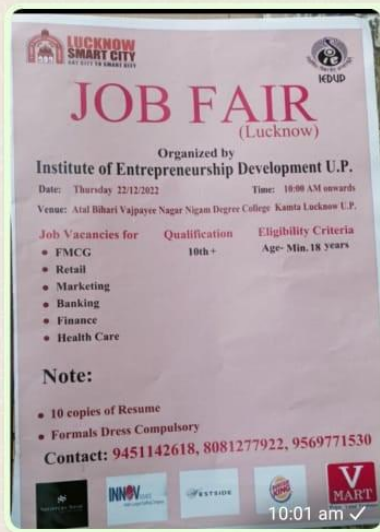 LUCKNOW
SMART CITY
IEDUP
JOB FAIR
(Lucknow)
Organized by
Institute of Entrepreneurship Development U.P.
Date: Thursday 22/12/2022 Time: 10:00 AM onwards
Venue: Atal Bihari Vajpayee Nagar Nigam Degree College Kamta Lucknow U.P.
Job Vacancies for Qualification Eligibility Criteria
• FMCG 10th + Age- Min. 18 years
• Retail
• Marketing
• Banking
• Finance
• Health Care
Note:
• 10 copies of Resume
• Formals Dress Compulsory
Contact: 9451142618, 8081277922, 9569771530
INNOV
WESTSIDE
BURGER
KING
V
MART
10:01 am